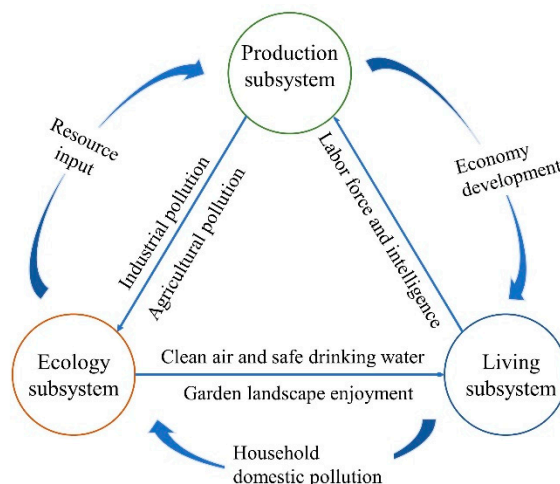 Production
subsystem
Resource
input
Economy
development
Industrial pollution
Agricultural pollution
Labor force and intelligence
Ecology
subsystem
Clean air and safe drinking water
Garden landscape enjoyment
Living
subsystem
Household
domestic pollution